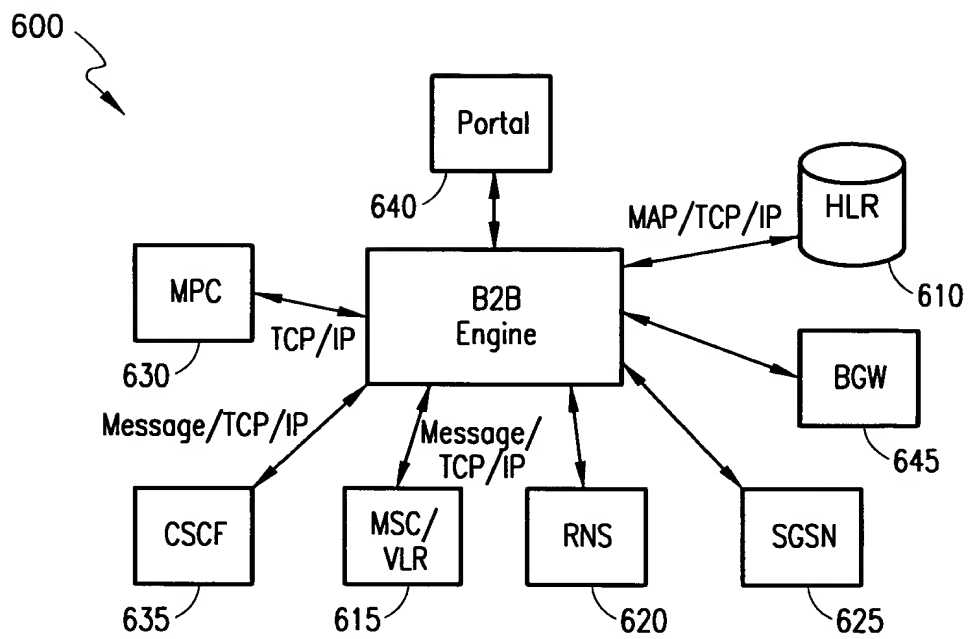 600
Portal
640
MAP/TCP/IP
HLR
610
MPC
630
TCP/IP
B2B
Engine
BGW
645
Message/TCP/IP
Message/
TCP/IP
CSCF
635
MSC/
VLR
615
RNS
620
SGSN
625